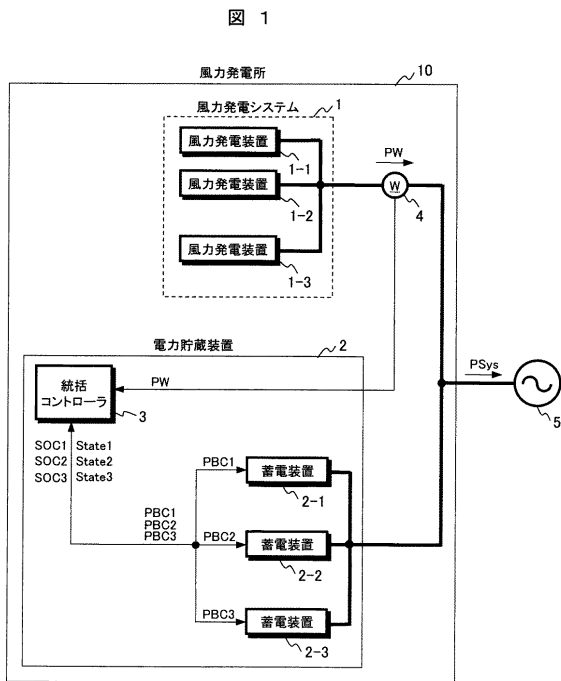 図 1
風力発電所
10
風力発電システム
1
風力発電装置
1-1
風力発電装置
1-2
風力発電装置
1-3
PW
W
4
電力貯蔵装置
2
統括
コントローラ
3
PW
PSys
5
SOC1 State1
SOC2 State2
SOC3 State3
PBC1
PBC2
PBC3
PBC1
蓄電装置
2-1
PBC2
蓄電装置
2-2
PBC3
蓄電装置
2-3